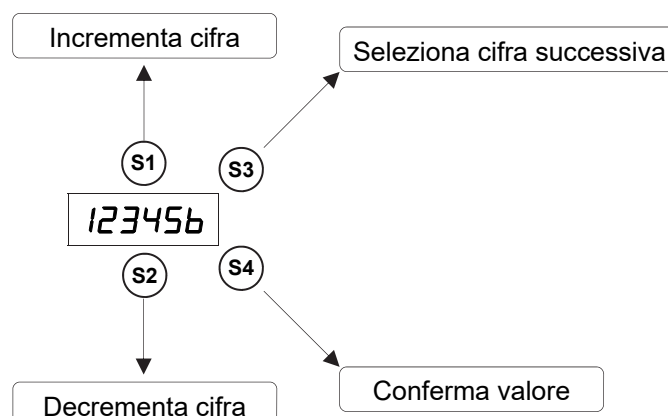 Incrementa cifra
Seleziona cifra successiva
S1
S3
123456
S2
S4
Conferma valore
Decrementa cifra